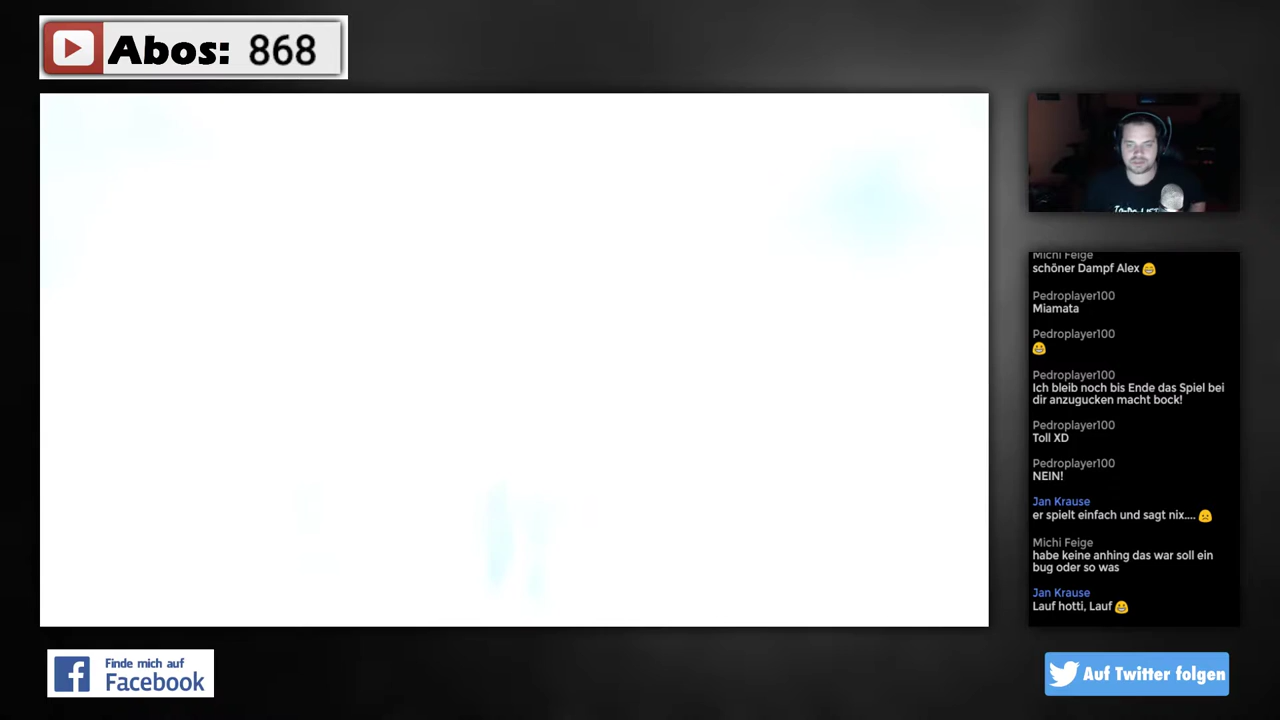 Abos: 868
Michi Feige
schöner Dampf Alex
Pedroplayer100
Miamata
Pedroplayer100
Pedroplayer100
Ich bleib noch bis Ende das Spiel bei
dir anzugucken macht bock!
Pedroplayer100
Toll XD
Pedroplayer100
NEIN!
Jan Krause
er spielt einfach und sagt nix....
Michi Feige
habe keine anhing das war soll ein
bug oder so was
Jan Krause
Lauf hotti, Lauf
Finde mich auf
Facebook
Auf Twitter folgen